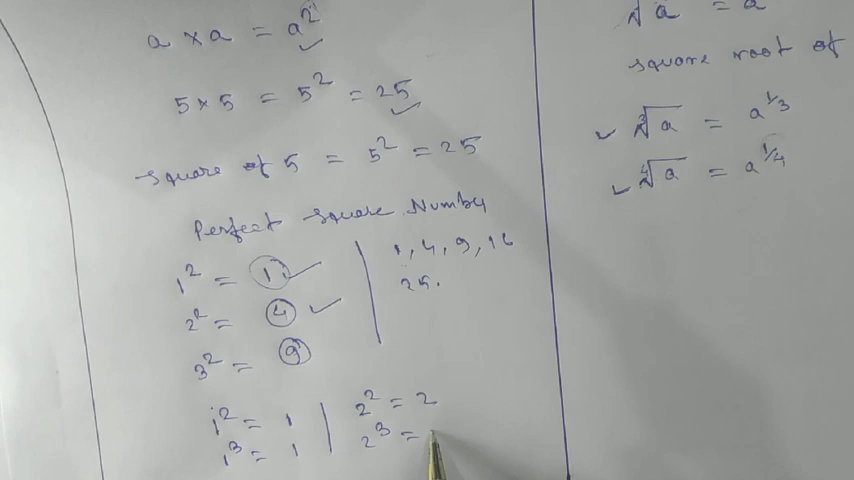 a × a = a²
5 × 5 = 5² = 25
square of 5 = 5² = 25
Perfect square Number
1² = 1
2² = 4
3² = 9
1, 4, 9, 16
25.
1² = 1
1³ = 1
2² = 2
2³ =
√a = a
square root of
∛a = a^1/3
∜a = a^1/4